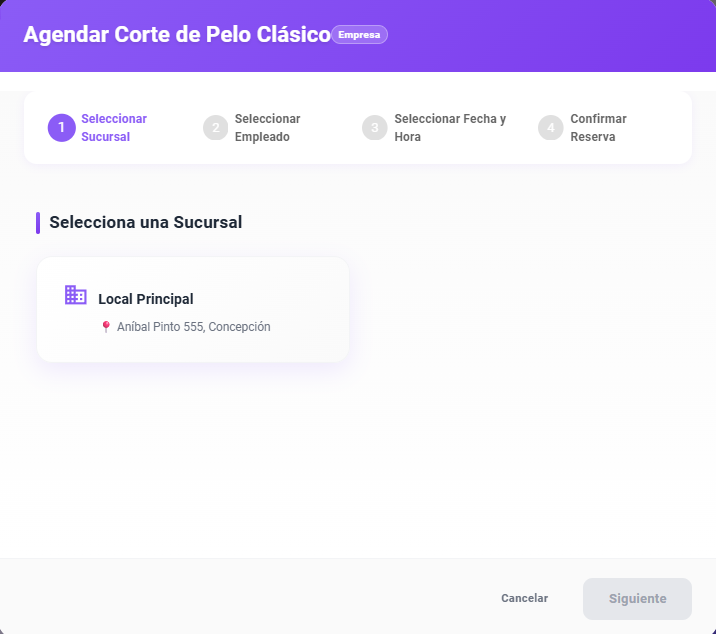 Agendar Corte de Pelo Clásico Empresa
1 Seleccionar
Sucursal
2 Seleccionar
Empleado
3 Seleccionar Fecha y
Hora
4 Confirmar
Reserva
Selecciona una Sucursal
Local Principal
Aníbal Pinto 555, Concepción
Cancelar
Siguiente